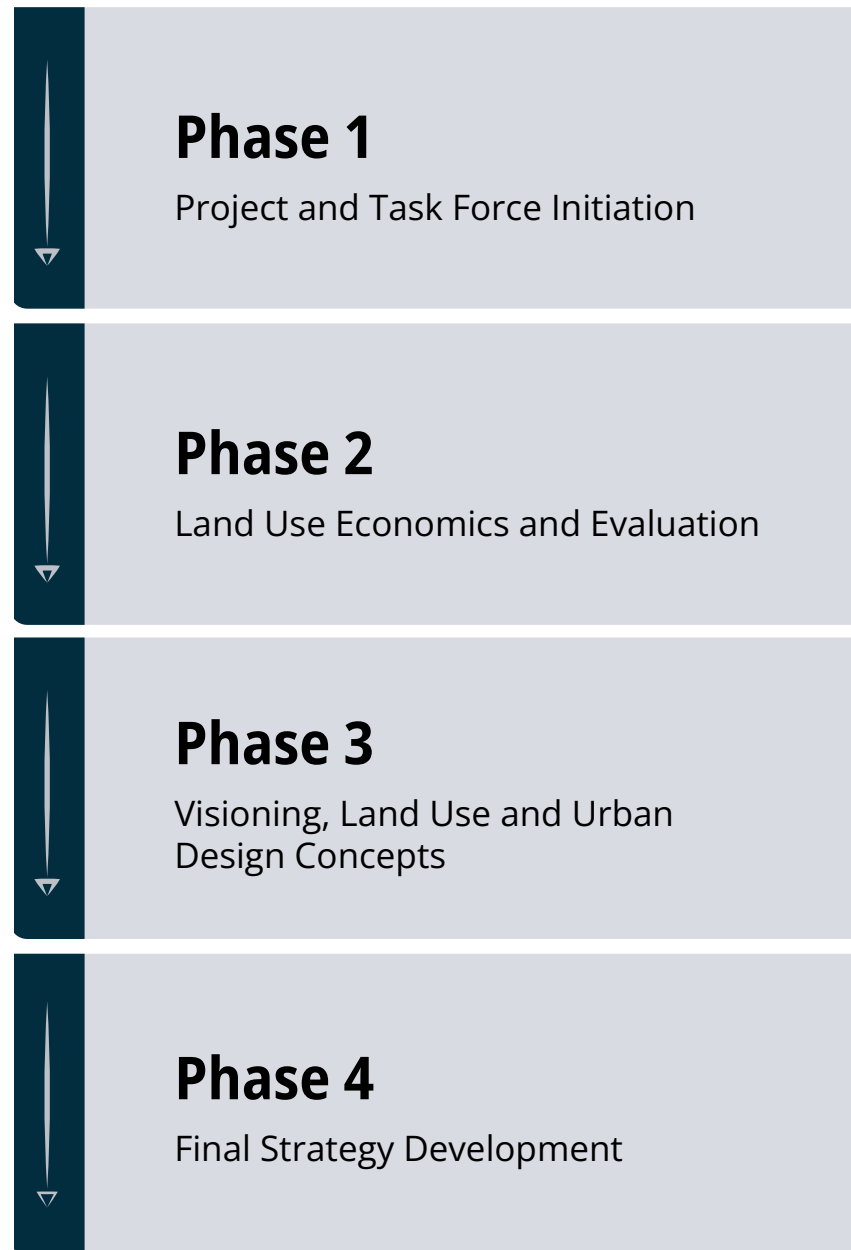 Phase 1
Project and Task Force Initiation
Phase 2
Land Use Economics and Evaluation
Phase 3
Visioning, Land Use and Urban
Design Concepts
Phase 4
Final Strategy Development